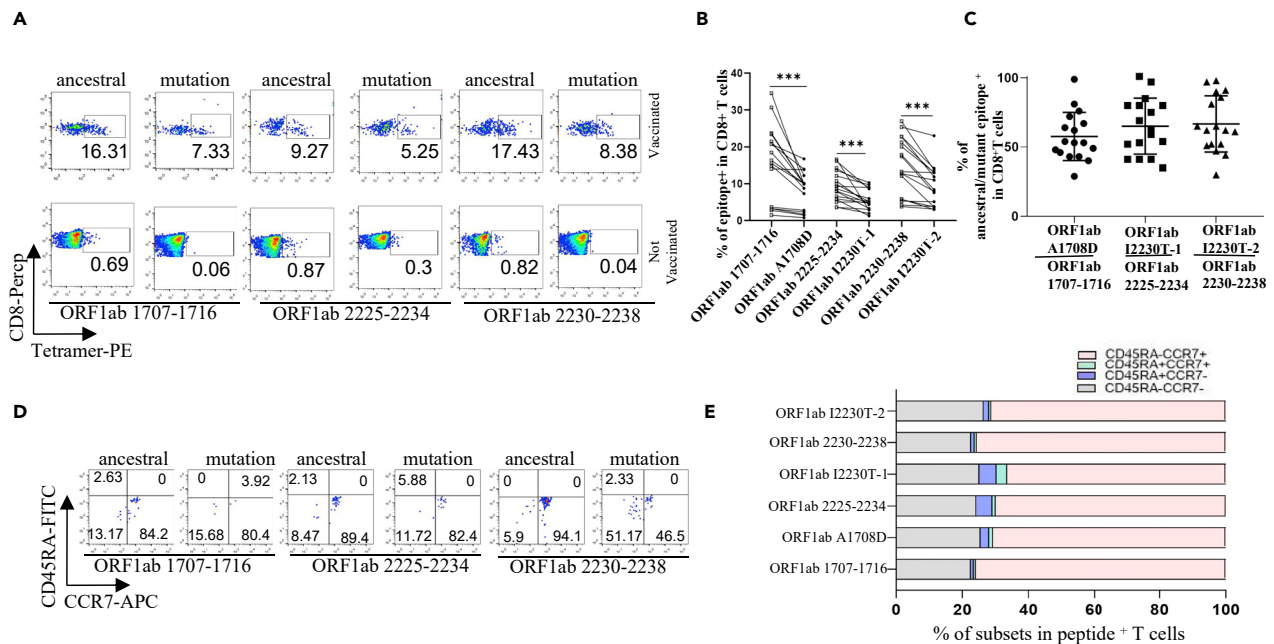 A
ancestral mutation ancestral mutation ancestral mutation
16.31 7.33 9.27 5.25 17.43 8.38
Vaccinated
0.69 0.06 0.87 0.3 0.82 0.04
Not
Vaccinated
ORF1ab 1707-1716 ORF1ab 2225-2234 ORF1ab 2230-2238
CD8-Percp
Tetramer-PE
B
% of epitope+ in CD8+ T cells
40
30
20
10
0
*** *** ***
ORF1ab 1707-1716
ORF1ab A1708D
ORF1ab 2225-2234
ORF1ab I2230T-1
ORF1ab 2230-2238
ORF1ab I2230T-2
C
% of
ancestral/mutant epitope +
in CD8+T cells
100
50
0
ORF1ab ORF1ab ORF1ab
A1708D I2230T-1 I2230T-2
ORF1ab ORF1ab ORF1ab
1707-1716 2225-2234 2230-2238
D
ancestral mutation ancestral mutation ancestral mutation
2.63 0 0 3.92 2.13 0 5.88 0 0 0 2.33 0
13.17 84.2 15.68 80.4 8.47 89.4 11.72 82.4 5.9 94.1 51.17 46.5
ORF1ab 1707-1716 ORF1ab 2225-2234 ORF1ab 2230-2238
CD45RA-FITC
CCR7-APC
E
CD45RA-CCR7+
CD45RA+CCR7+
CD45RA+CCR7-
CD45RA-CCR7-
ORF1ab I2230T-2
ORF1ab 2230-2238
ORF1ab I2230T-1
ORF1ab 2225-2234
ORF1ab A1708D
ORF1ab 1707-1716
0 20 40 60 80 100
% of subsets in peptide + T cells